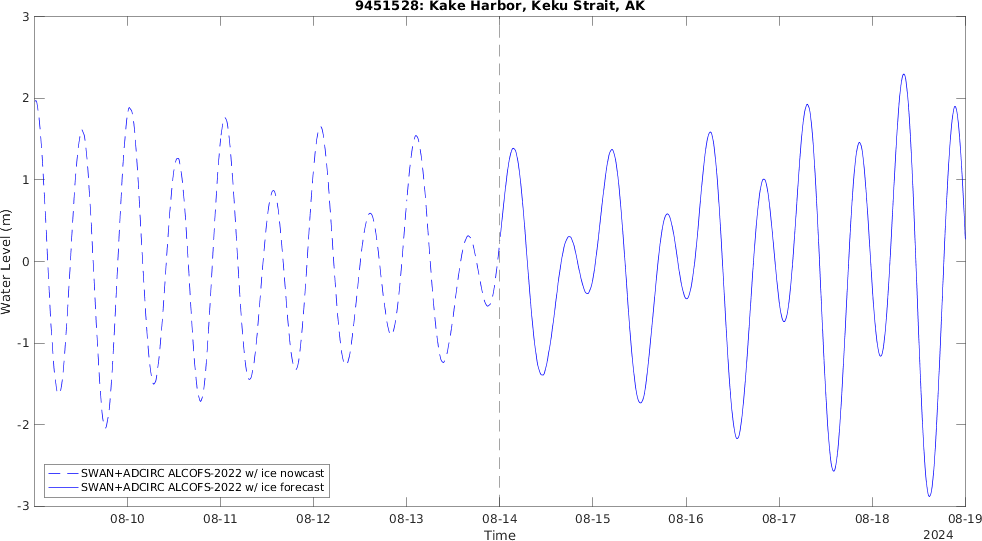 9451528: Kake Harbor, Keku Strait, AK
3
2
1
0
-1
-2
-3
Water Level (m)
SWAN+ADCIRC ALCOFS-2022 w/ ice nowcast
SWAN+ADCIRC ALCOFS-2022 w/ ice forecast
08-10 08-11 08-12 08-13 08-14 08-15 08-16 08-17 08-18 08-19
Time
2024